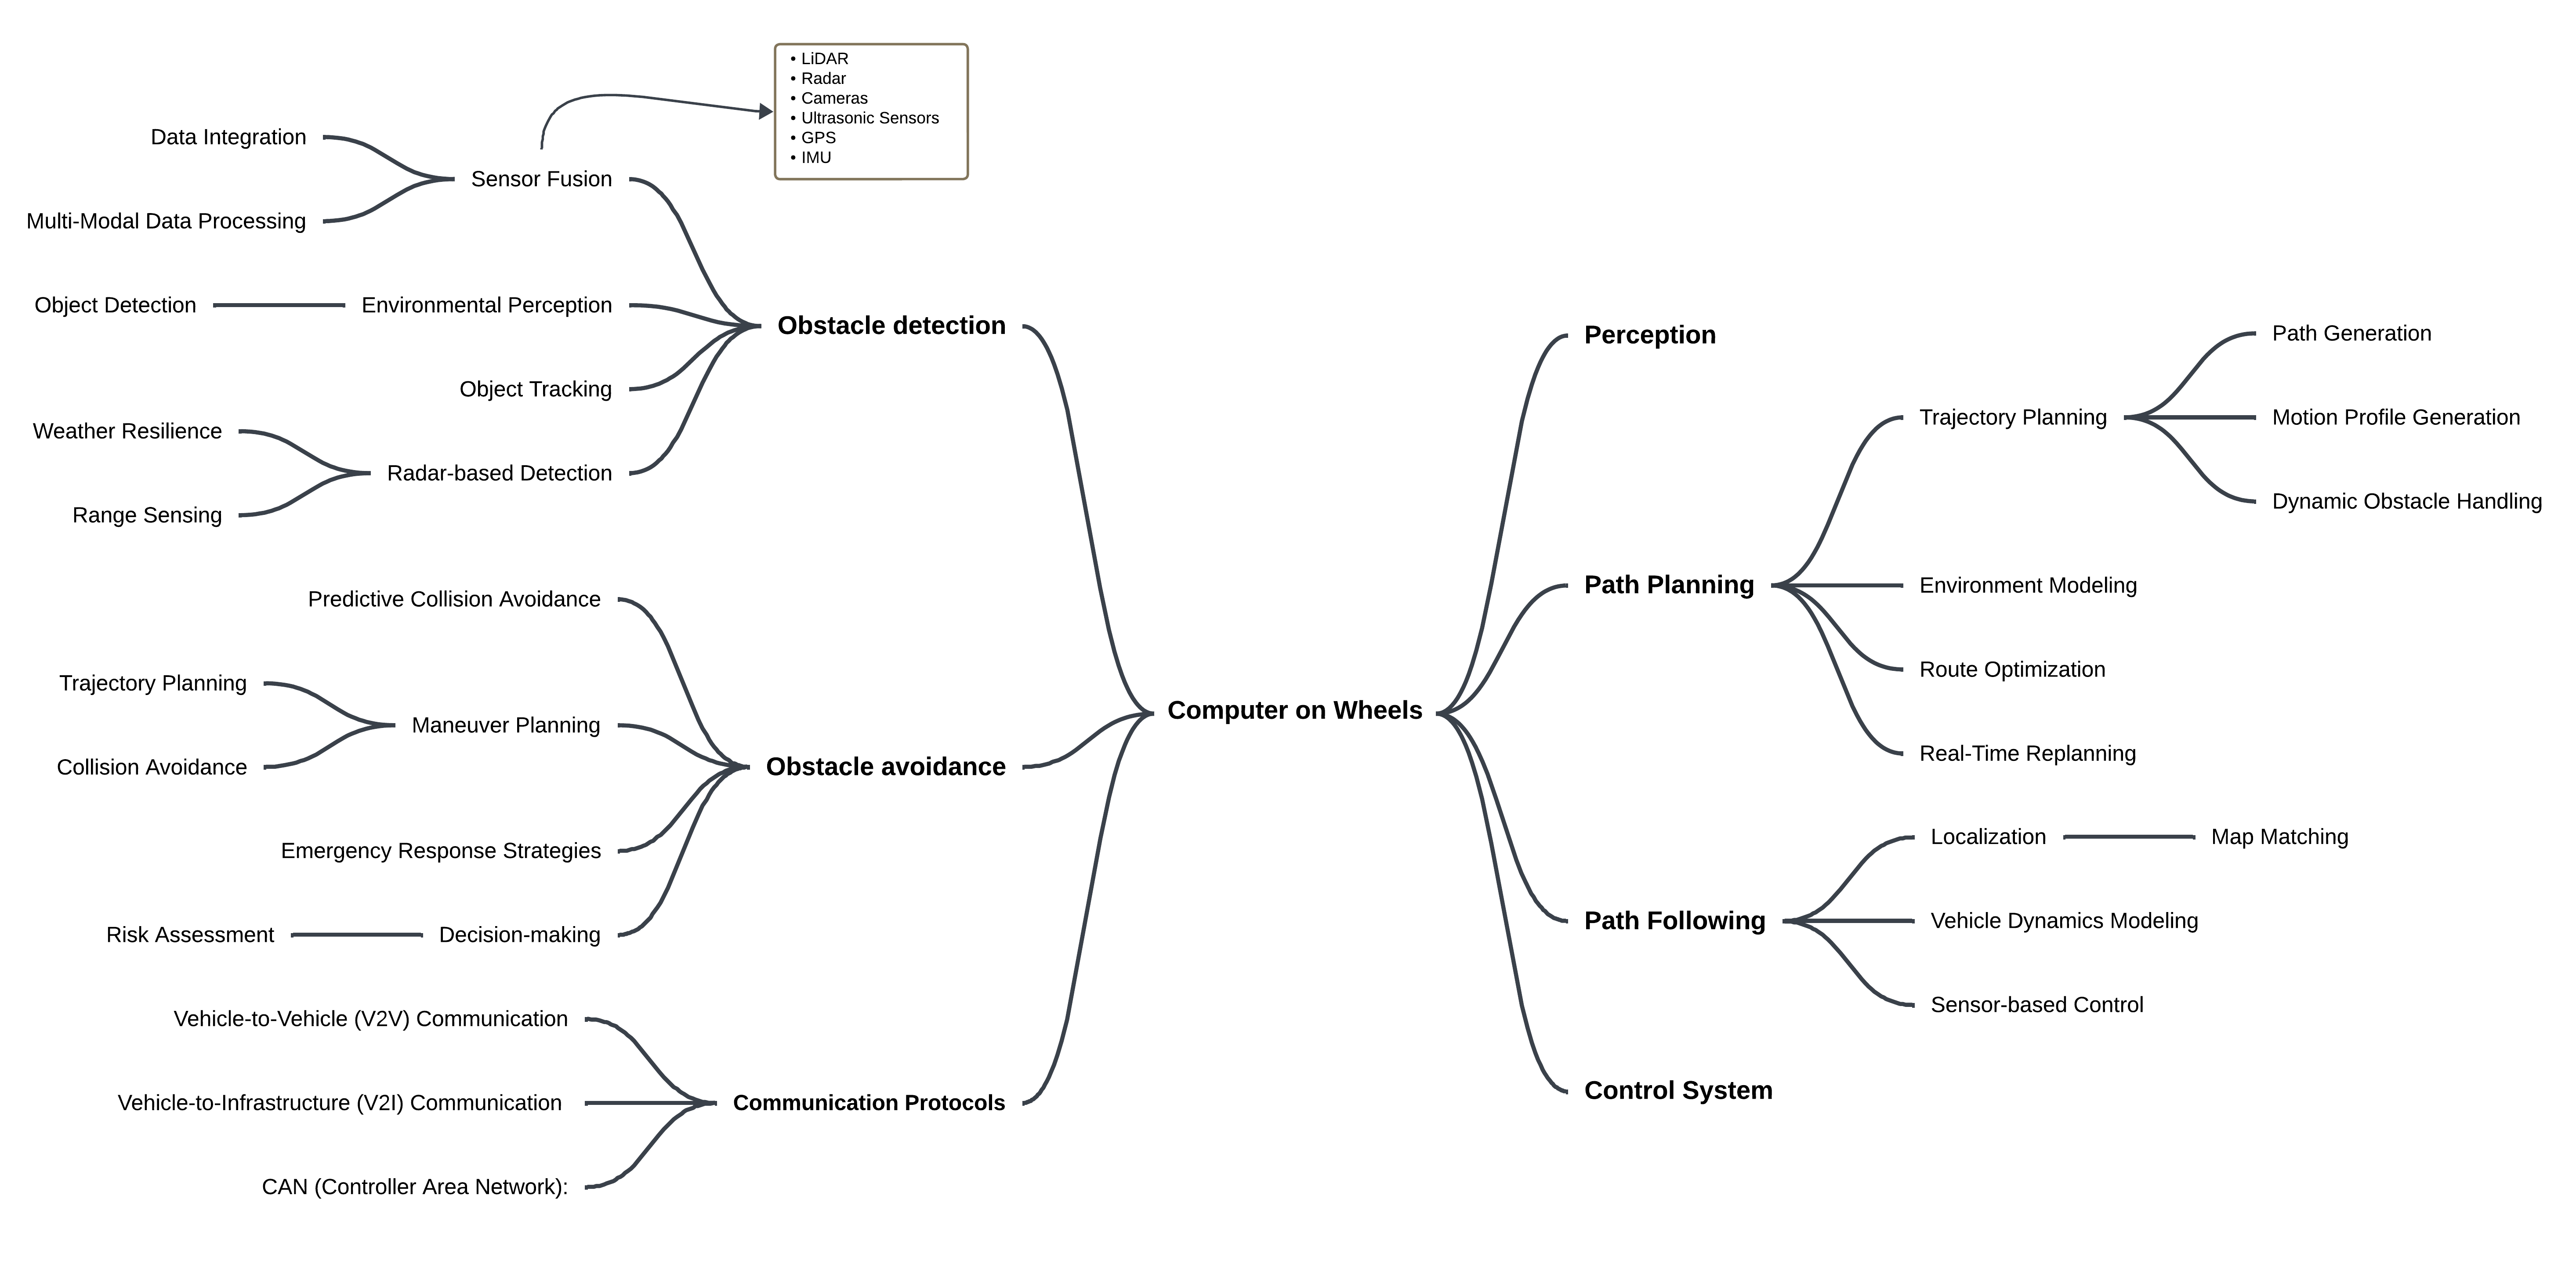 • LiDAR
• Radar
• Cameras
• Ultrasonic Sensors
• GPS
• IMU
Data Integration
Sensor Fusion
Multi-Modal Data Processing
Object Detection
Environmental Perception
Obstacle detection
Object Tracking
Weather Resilience
Radar-based Detection
Range Sensing
Predictive Collision Avoidance
Trajectory Planning
Maneuver Planning
Collision Avoidance
Obstacle avoidance
Emergency Response Strategies
Risk Assessment
Decision-making
Vehicle-to-Vehicle (V2V) Communication
Vehicle-to-Infrastructure (V2I) Communication
Communication Protocols
CAN (Controller Area Network):
Computer on Wheels
Perception
Path Generation
Trajectory Planning
Motion Profile Generation
Dynamic Obstacle Handling
Path Planning
Environment Modeling
Route Optimization
Real-Time Replanning
Localization
Map Matching
Path Following
Vehicle Dynamics Modeling
Sensor-based Control
Control System